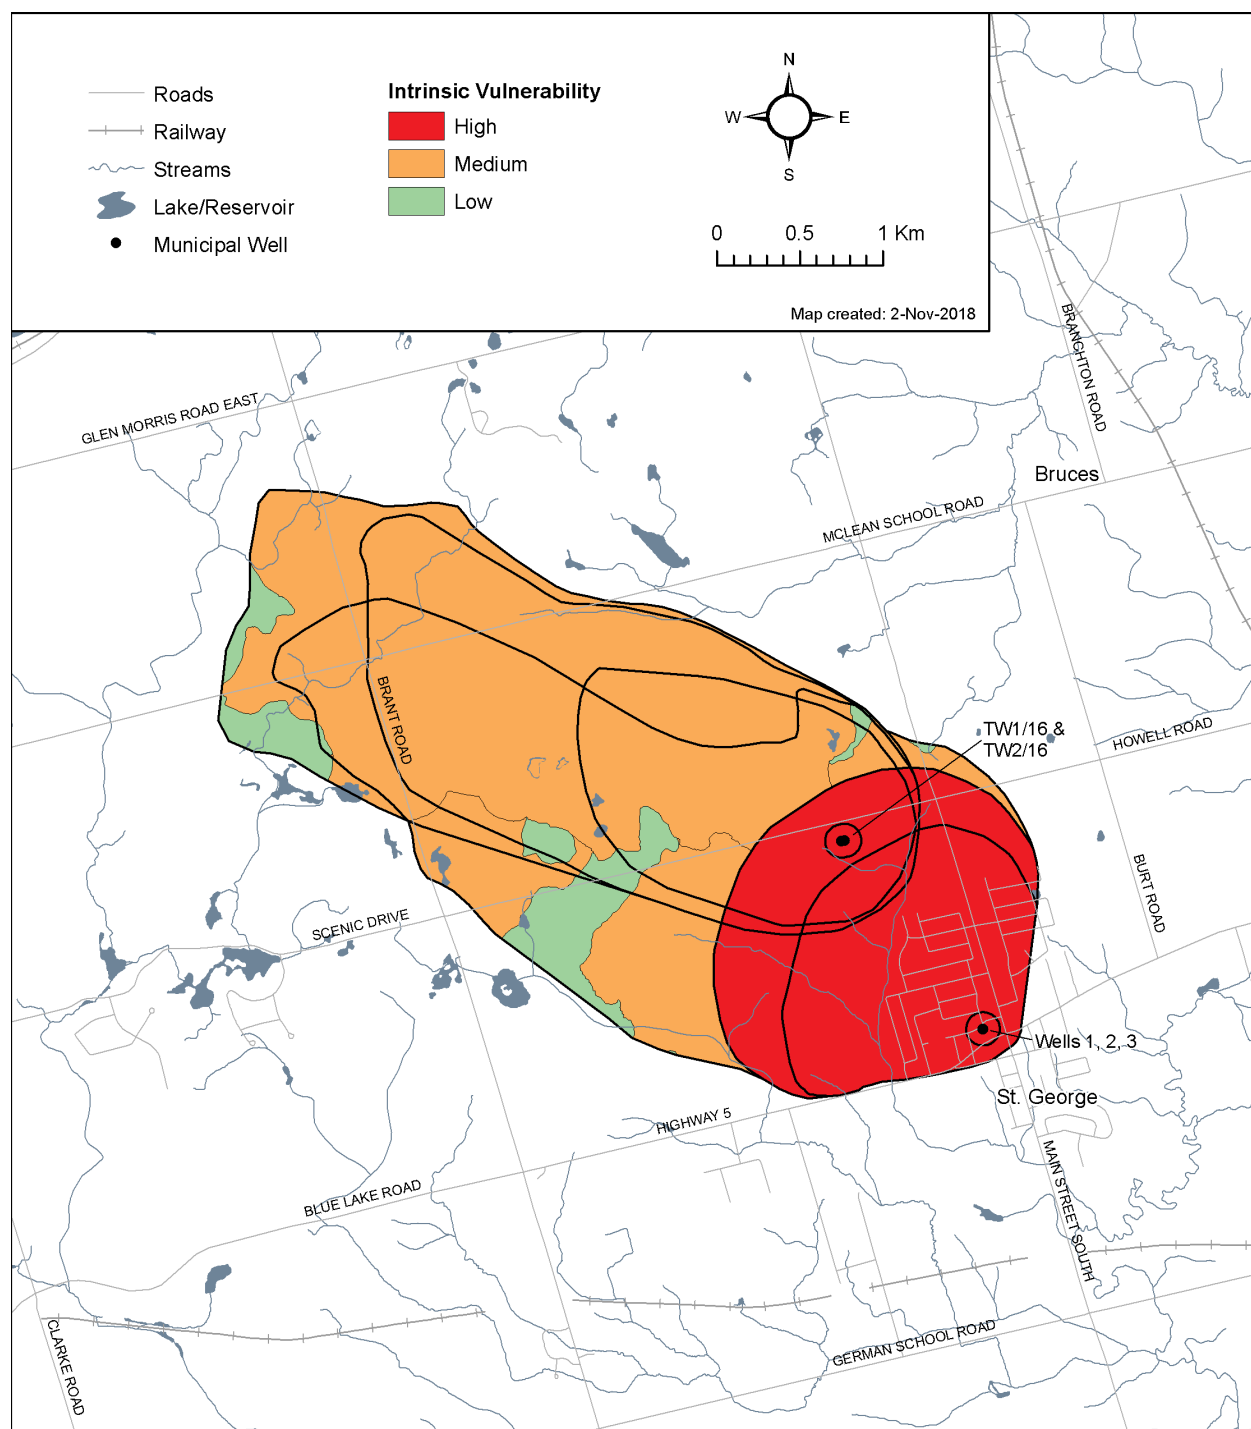 Roads
Railway
Streams
Lake/Reservoir
Municipal Well
Intrinsic Vulnerability
High
Medium
Low
N
W
E
S
0
0.5
1 Km
Map created: 2-Nov-2018
BRANGHTON ROAD
GLEN MORRIS ROAD EAST
Bruces
MCLEAN SCHOOL ROAD
BRANT ROAD
TW1/16 &
TW2/16
HOWELL ROAD
BURT ROAD
SCENIC DRIVE
Wells 1, 2, 3
St. George
HIGHWAY 5
MAIN STREET SOUTH
BLUE LAKE ROAD
CLARKE ROAD
GERMAN SCHOOL ROAD